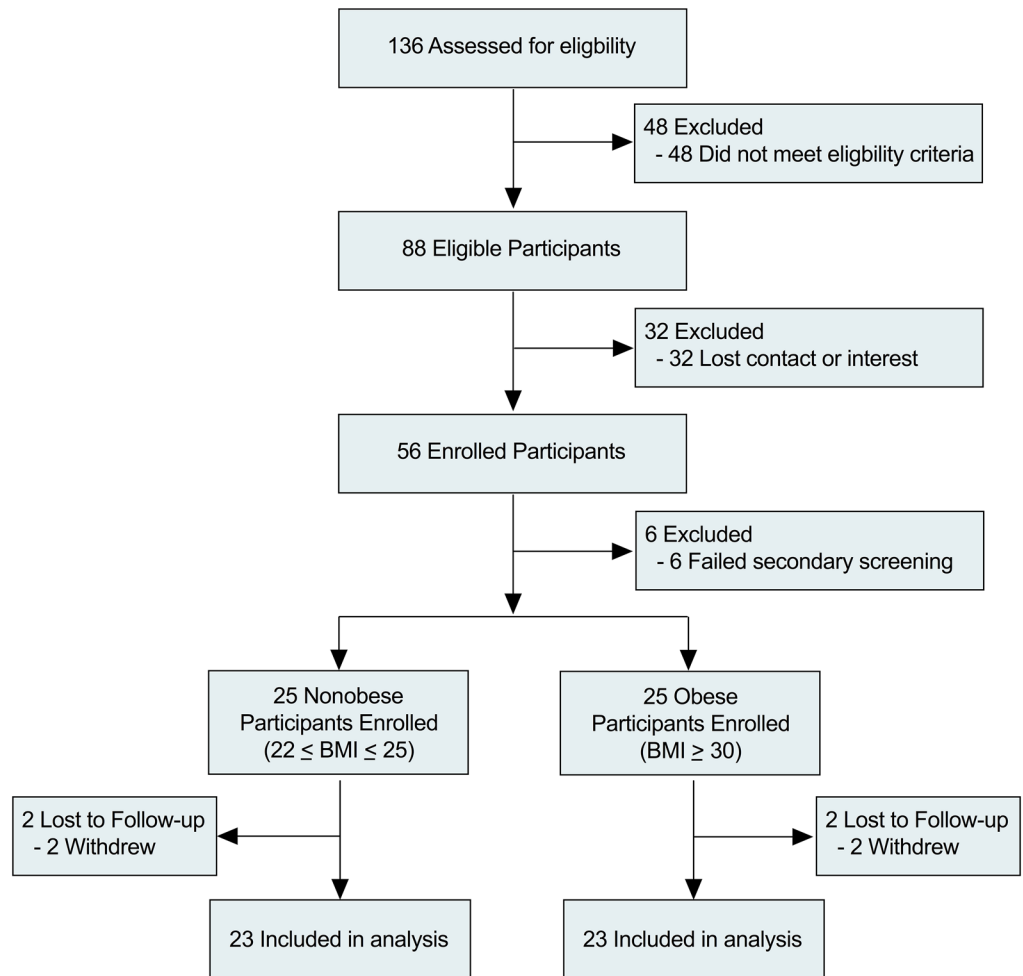 136 Assessed for eligbility
48 Excluded
- 48 Did not meet eligbility criteria
88 Eligible Participants
32 Excluded
- 32 Lost contact or interest
56 Enrolled Participants
6 Excluded
- 6 Failed secondary screening
25 Nonobese
Participants Enrolled
(22 ≤ BMI ≤ 25)
25 Obese
Participants Enrolled
(BMI ≥ 30)
2 Lost to Follow-up
- 2 Withdrew
2 Lost to Follow-up
- 2 Withdrew
23 Included in analysis
23 Included in analysis